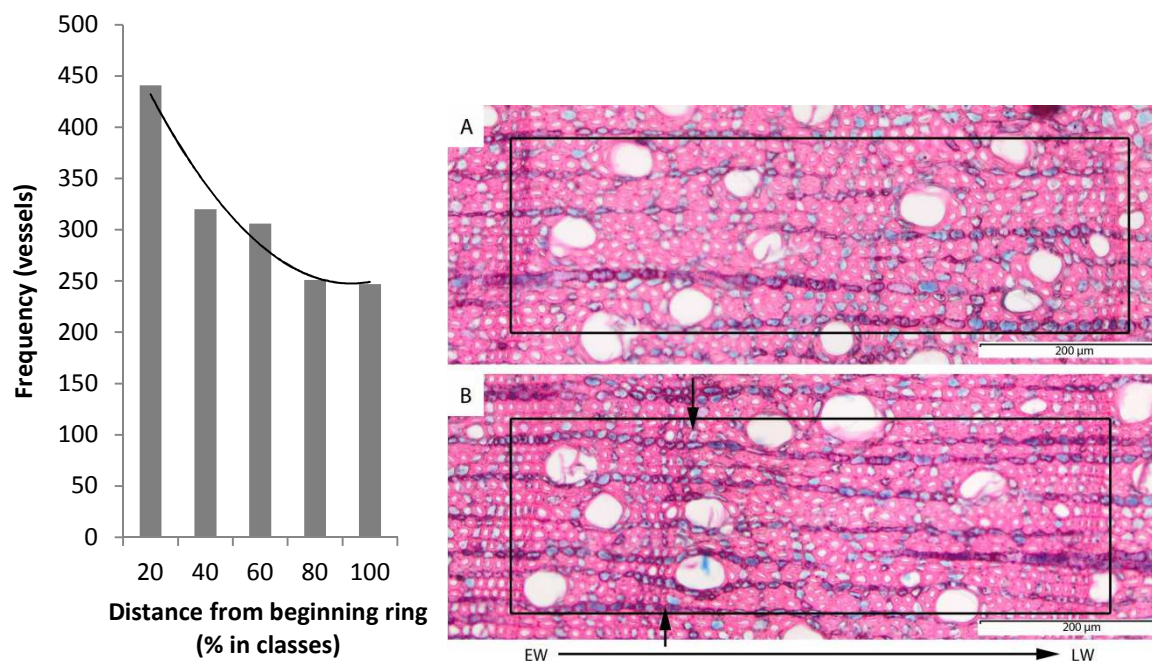 500
450
400
350
300
250
200
150
100
50
0
Frequency (vessels)
20 40 60 80 100
Distance from beginning ring
(% in classes)
A
200 µm
B
200 µm
EW LW